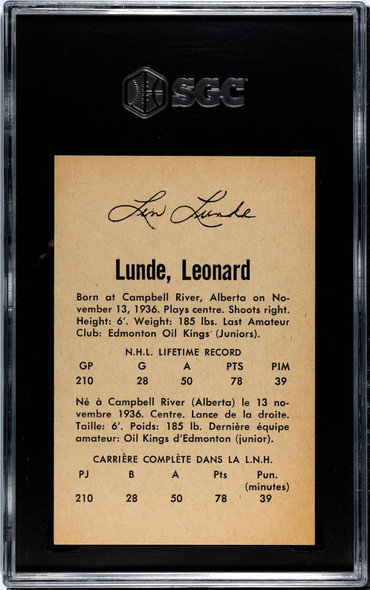 SGC
Len Lunde
Lunde, Leonard
Born at Campbell River, Alberta on No-
vember 13, 1936. Plays centre. Shoots right.
Height: 6'. Weight: 185 lbs. Last Amateur
Club: Edmonton Oil Kings (Juniors).
N.H.L. LIFETIME RECORD
GP G A PTS PIM
210 28 50 78 39
Né à Campbell River (Alberta) le 13 no-
vembre 1936. Centre. Lance de la droite.
Taille: 6'. Poids: 185 lb. Dernière équipe
amateur: Oil Kings d'Edmonton (junior).
CARRIÈRE COMPLÈTE DANS LA L.N.H.
PJ B A Pts Pun.
(minutes)
210 28 50 78 39